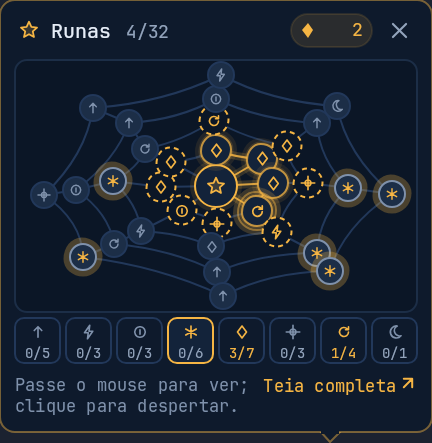 Runas 4/32 2
0/5 0/3 0/3 0/6 3/7 0/3 1/4 0/1
Passe o mouse para ver; Teia completa
clique para despertar.